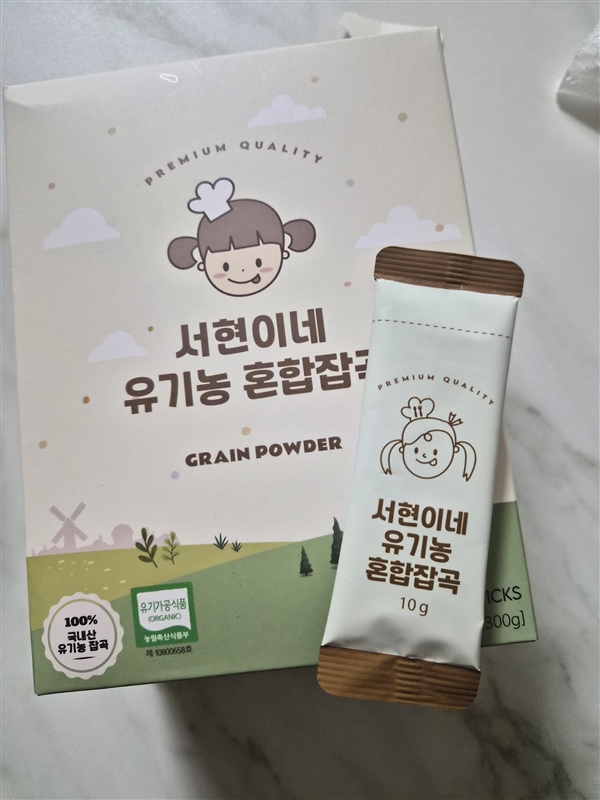 PREMIUM QUALITY
서현이네
유기농 혼합잡곡
GRAIN POWDER
100%
국내산
유기농 잡곡
유기가공식품
(ORGANIC)
농림축산식품부
제 10800658호
ICKS
300g]
PREMIUM QUALITY
서현이네
유기농
혼합잡곡
10g